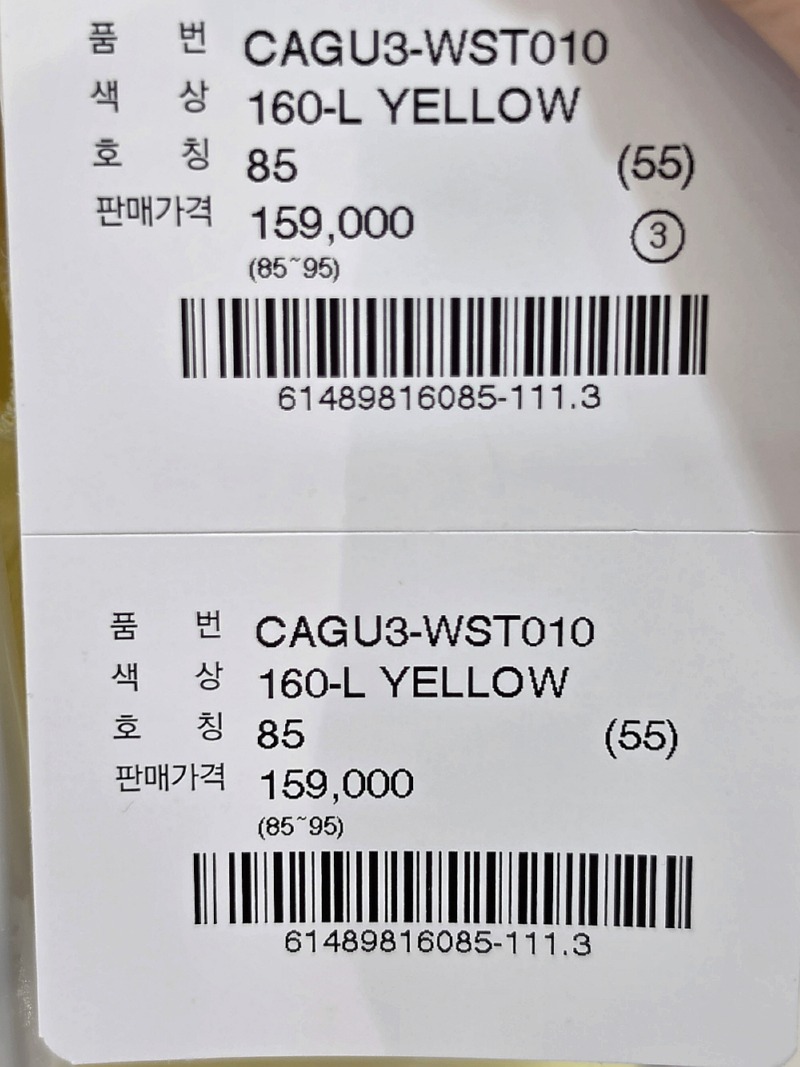 품 번 CAGU3-WST010
색 상 160-L YELLOW
호 칭 85 (55)
판매가격 159,000 ③
(85~95)
61489816085-111.3
품 번 CAGU3-WST010
색 상 160-L YELLOW
호 칭 85 (55)
판매가격 159,000
(85~95)
61489816085-111.3